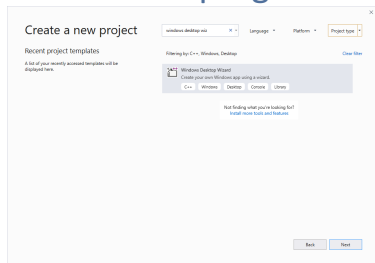 Create a new project
windows desktop wiz
Language
Platform
Project type
Recent project templates
A list of your recently accessed templates will be
displayed here.
Filtering by: C++, Windows, Desktop
Clear filter
Windows Desktop Wizard
Create your own Windows app using a wizard.
C++ Windows Desktop Console Library
Not finding what you're looking for?
Install more tools and features
Back
Next